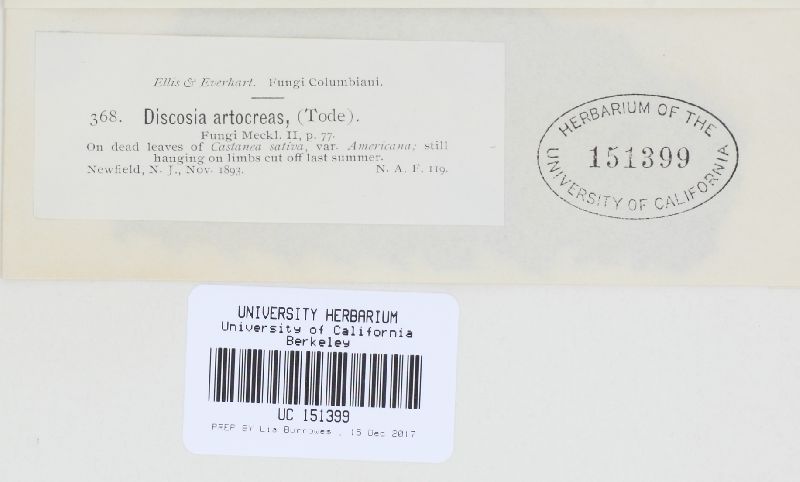 Ellis & Everhart. Fungi Columbiani.
368. Discosia artocreas, (Tode).
Fungi Meckl. II, p. 77.
On dead leaves of Castanea sativa, var. Americana; still
hanging on limbs cut off last summer.
Newfield, N. J., Nov. 1893. N. A. F. 119.
HERBARIUM OF THE
151399
UNIVERSITY OF CALIFORNIA
UNIVERSITY HERBARIUM
University of California
Berkeley
UC 151399
PREP BY Lia Burrowes , 15 Dec 2017